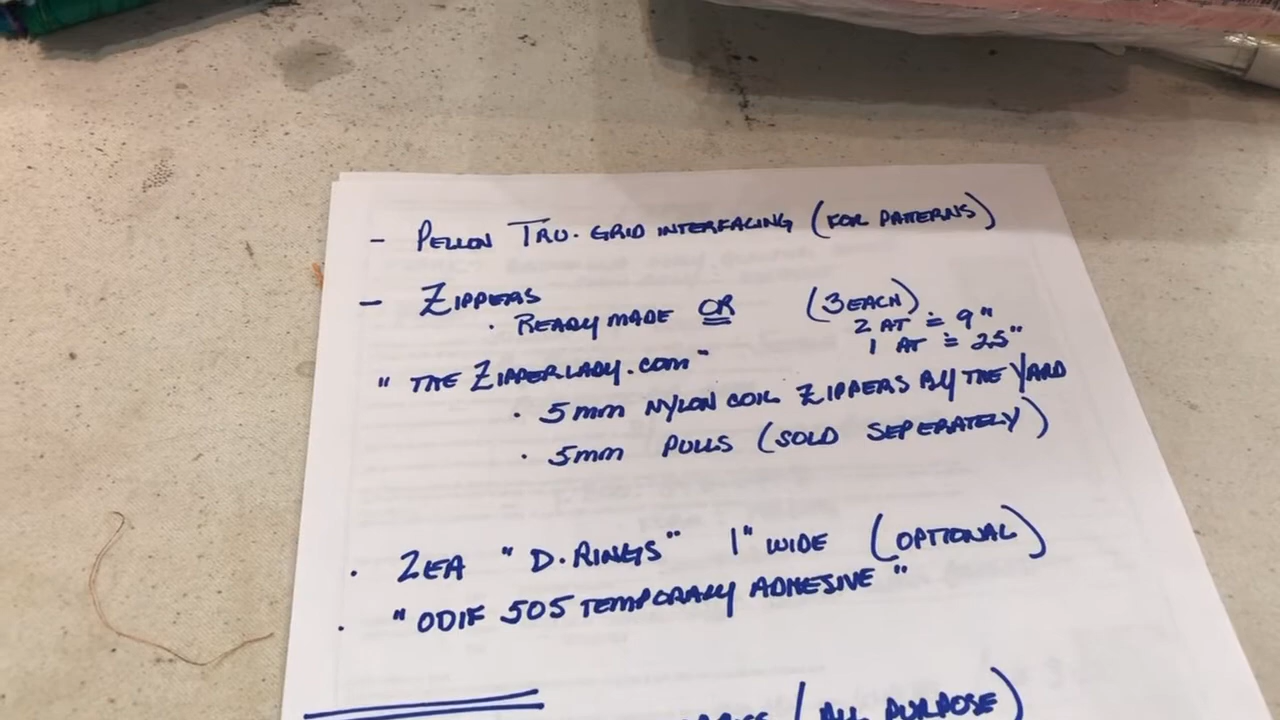 - PELLON TRU·GRID INTERFACING (FOR PATTERNS)
- ZIPPERS
· READY MADE OR (3 EACH)
2 AT ≐ 9"
1 AT ≐ 25"
"THE ZIPPERLADY.COM"
· 5mm NYLON COIL ZIPPERS BY THE YARD
· 5mm PULLS (SOLD SEPERATELY)
· 2EA "D·RINGS" 1" WIDE (OPTIONAL)
· "ODIF 505 TEMPORARY ADHESIVE"
(ALL PURPOSE)